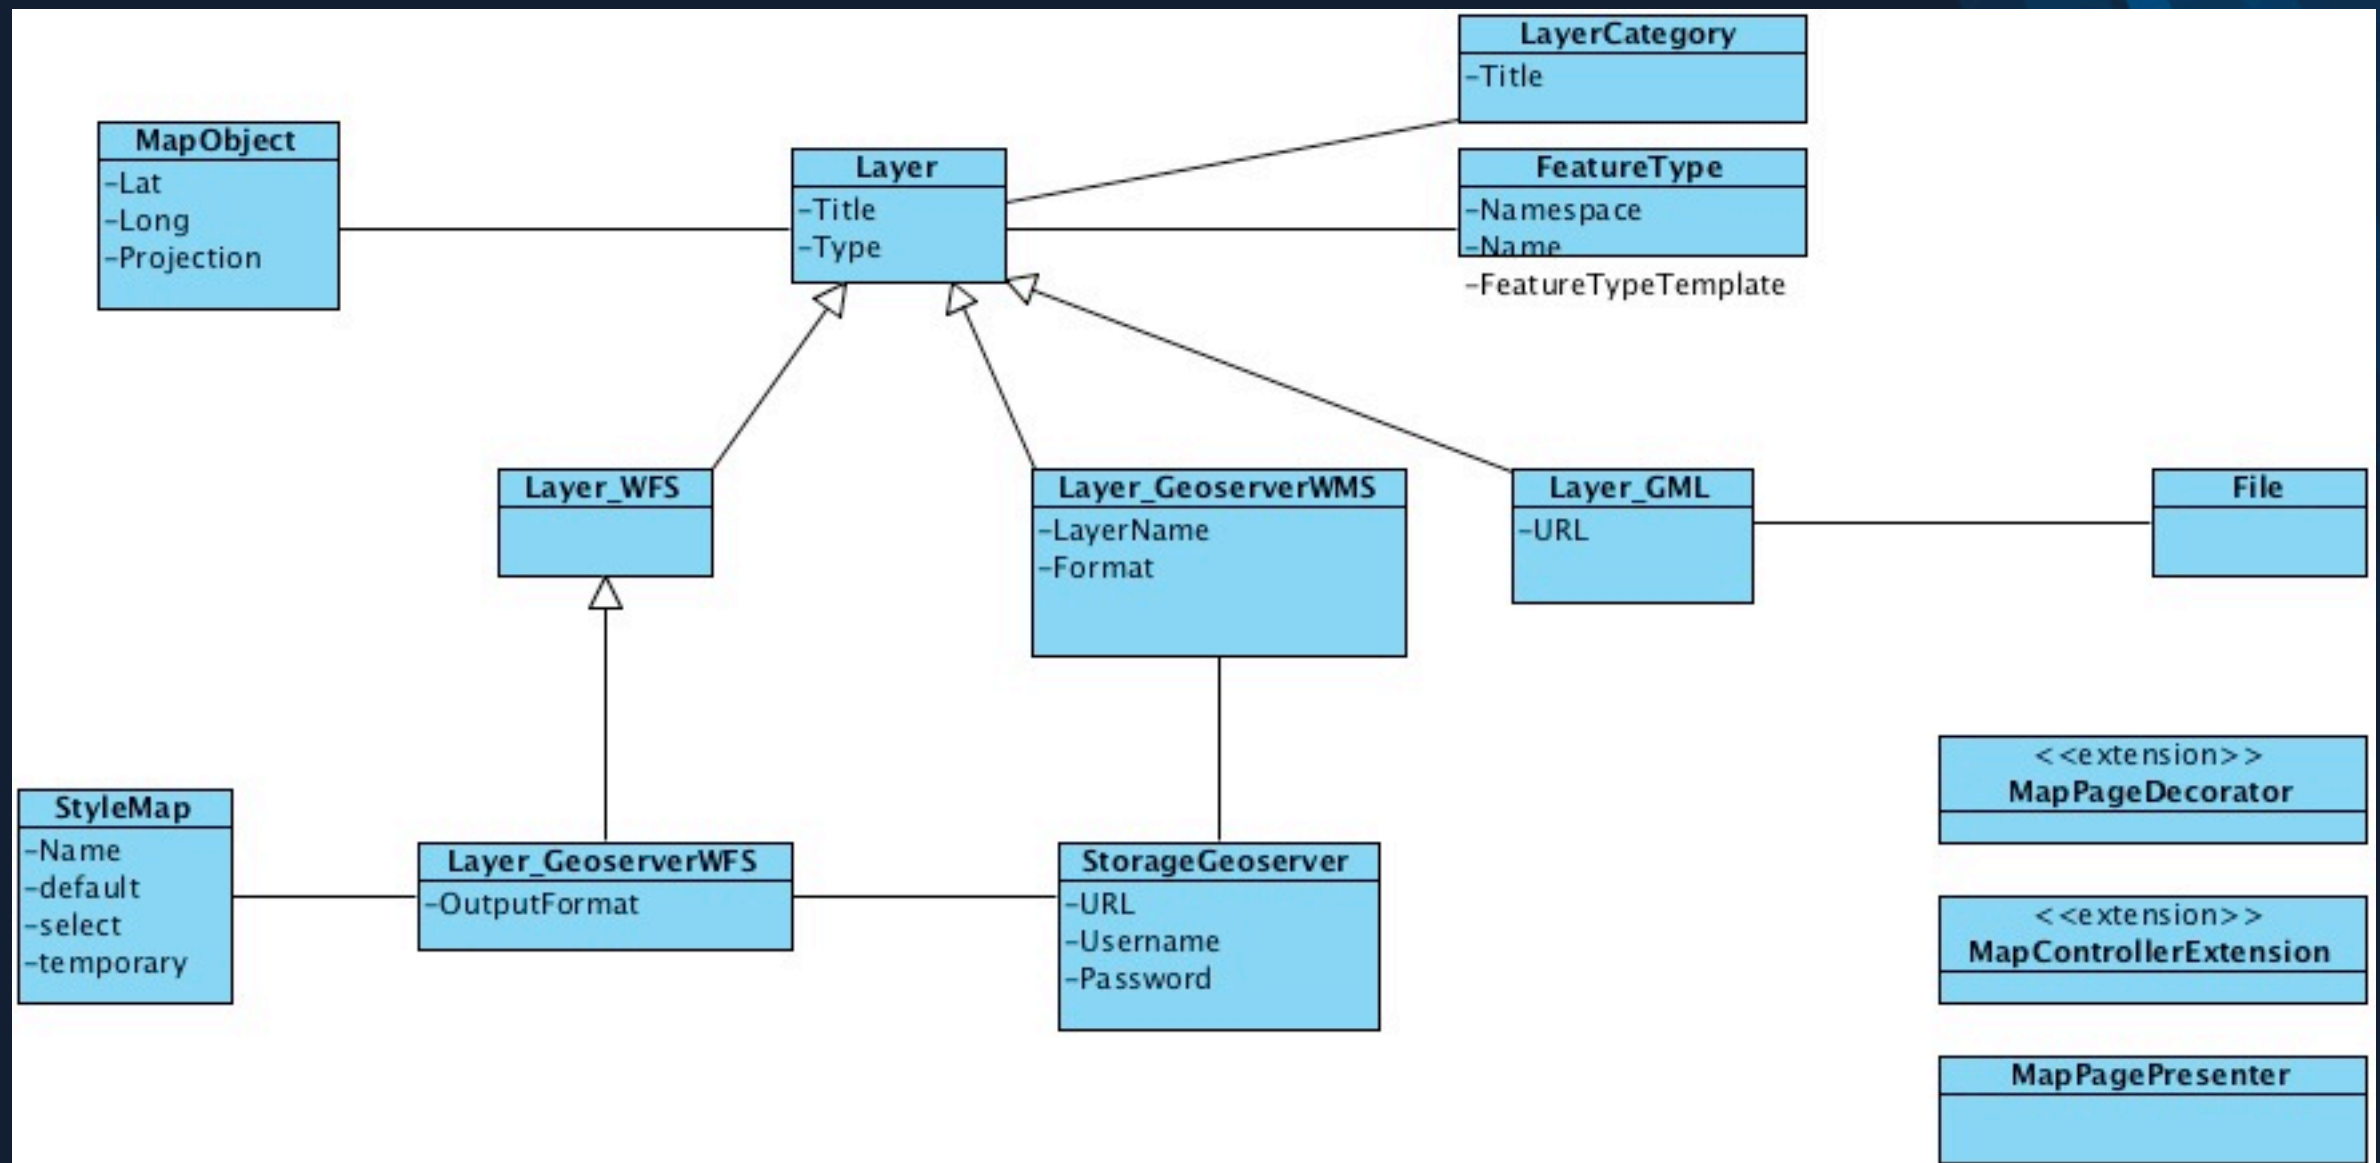 LayerCategory
-Title
MapObject
-Lat
-Long
-Projection
Layer
-Title
-Type
FeatureType
-Namespace
-Name
-FeatureTypeTemplate
Layer_WFS
Layer_GeoserverWMS
-LayerName
-Format
Layer_GML
-URL
File
StyleMap
-Name
-default
-select
-temporary
Layer_GeoserverWFS
-OutputFormat
StorageGeoserver
-URL
-Username
-Password
<<extension>>
MapPageDecorator
<<extension>>
MapControllerExtension
MapPagePresenter